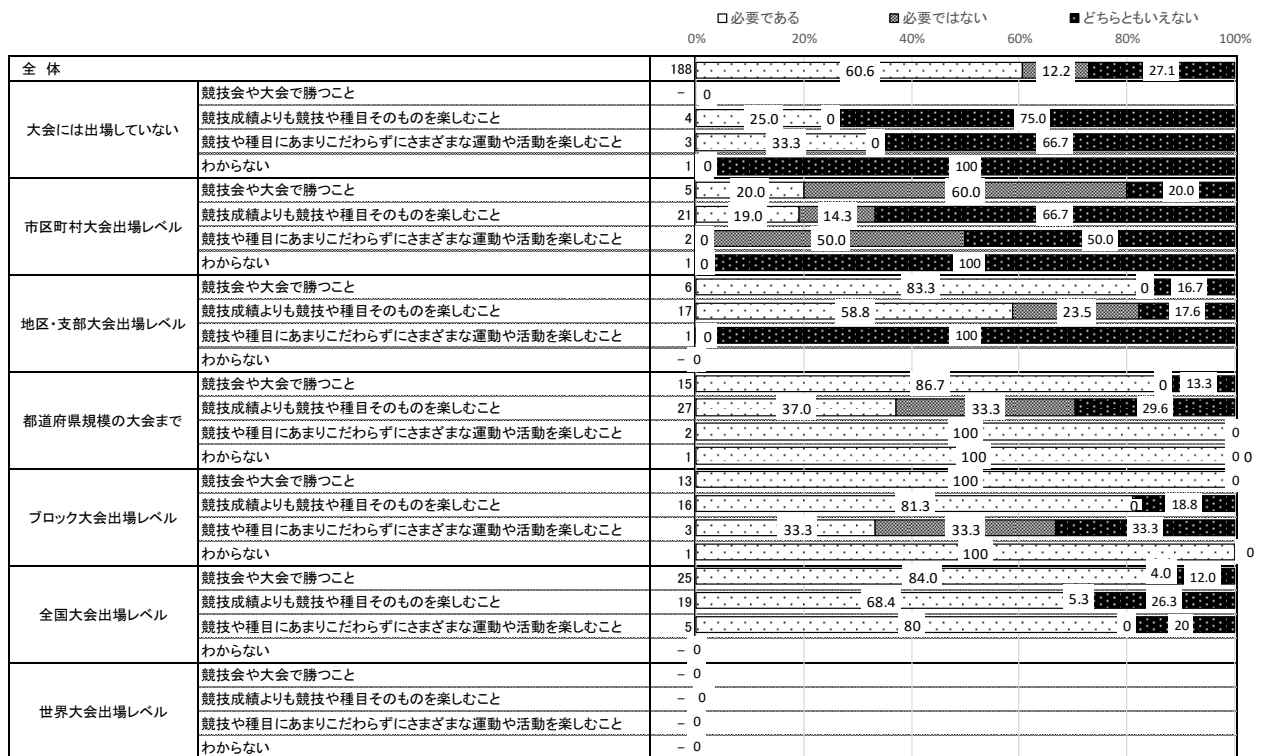 □必要である ▩必要ではない ■どちらともいえない
0% 20% 40% 60% 80% 100%
全 体 188 60.6 12.2 27.1
大会には出場していない
競技会や大会で勝つこと － 0
競技成績よりも競技や種目そのものを楽しむこと 4 25.0 0 75.0
競技や種目にあまりこだわらずにさまざまな運動や活動を楽しむこと 3 33.3 0 66.7
わからない 1 0 100
市区町村大会出場レベル
競技会や大会で勝つこと 5 20.0 60.0 20.0
競技成績よりも競技や種目そのものを楽しむこと 21 19.0 14.3 66.7
競技や種目にあまりこだわらずにさまざまな運動や活動を楽しむこと 2 0 50.0 50.0
わからない 1 0 100
地区・支部大会出場レベル
競技会や大会で勝つこと 6 83.3 0 16.7
競技成績よりも競技や種目そのものを楽しむこと 17 58.8 23.5 17.6
競技や種目にあまりこだわらずにさまざまな運動や活動を楽しむこと 1 0 100
わからない － 0
都道府県規模の大会まで
競技会や大会で勝つこと 15 86.7 0 13.3
競技成績よりも競技や種目そのものを楽しむこと 27 37.0 33.3 29.6
競技や種目にあまりこだわらずにさまざまな運動や活動を楽しむこと 2 100 0
わからない 1 100 0 0
ブロック大会出場レベル
競技会や大会で勝つこと 13 100 0
競技成績よりも競技や種目そのものを楽しむこと 16 81.3 0 18.8
競技や種目にあまりこだわらずにさまざまな運動や活動を楽しむこと 3 33.3 33.3 33.3
わからない 1 100 0
全国大会出場レベル
競技会や大会で勝つこと 25 84.0 4.0 12.0
競技成績よりも競技や種目そのものを楽しむこと 19 68.4 5.3 26.3
競技や種目にあまりこだわらずにさまざまな運動や活動を楽しむこと 5 80 0 20
わからない － 0
世界大会出場レベル
競技会や大会で勝つこと － 0
競技成績よりも競技や種目そのものを楽しむこと － 0
競技や種目にあまりこだわらずにさまざまな運動や活動を楽しむこと － 0
わからない － 0